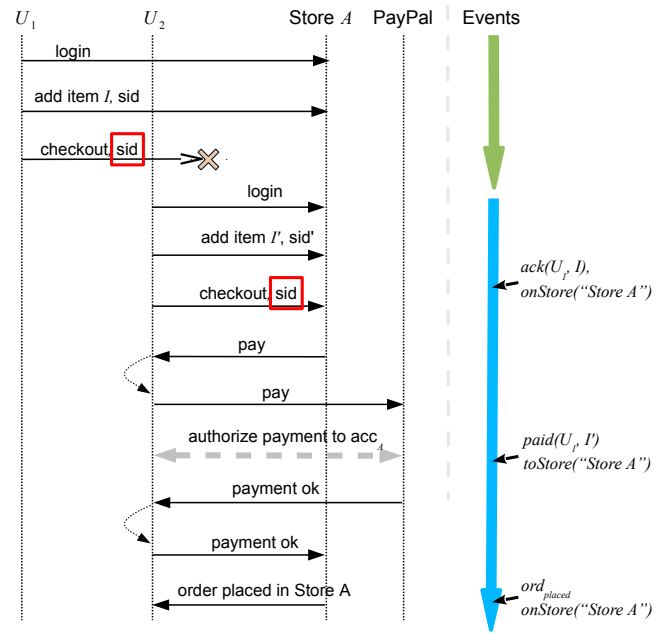 U1 U2 Store A PayPal Events
login
add item I, sid
checkout, sid
login
add item I', sid'
ack(U1, I),
checkout, sid
onStore("Store A")
pay
pay
authorize payment to accA
paid(U1, I')
toStore("Store A")
payment ok
payment ok
order placed in Store A
ordplaced
onStore("Store A")